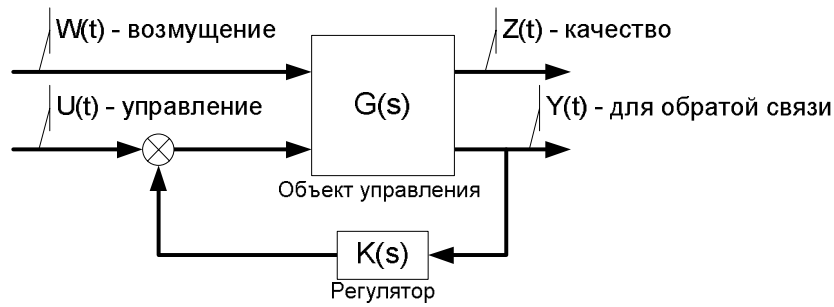 W(t) - возмущение
Z(t) - качество
G(s)
U(t) - управление
Y(t) - для обратой связи
Объект управления
K(s)
Регулятор